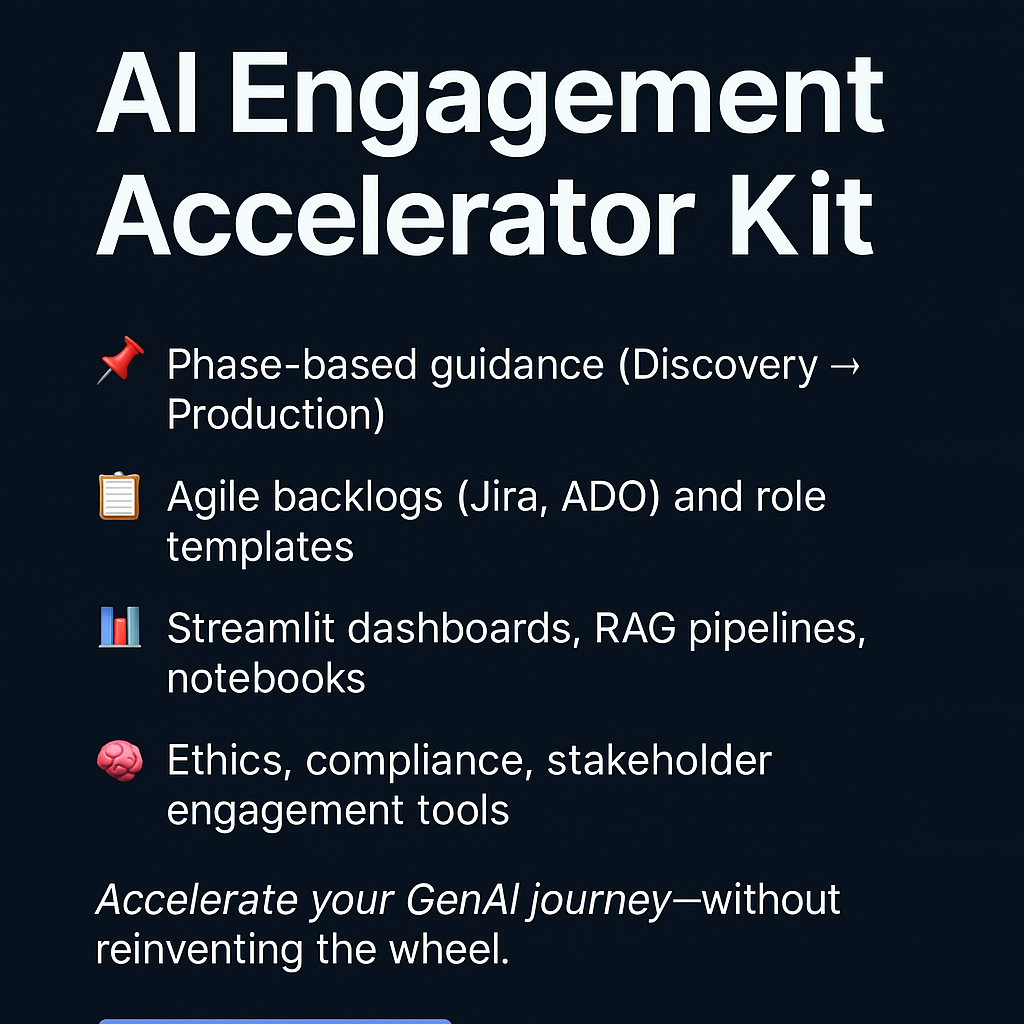 AI Engagement
Accelerator Kit
📌 Phase-based guidance (Discovery →
Production)
📋 Agile backlogs (Jira, ADO) and role
templates
📊 Streamlit dashboards, RAG pipelines,
notebooks
🧠 Ethics, compliance, stakeholder
engagement tools
Accelerate your GenAI journey—without
reinventing the wheel.